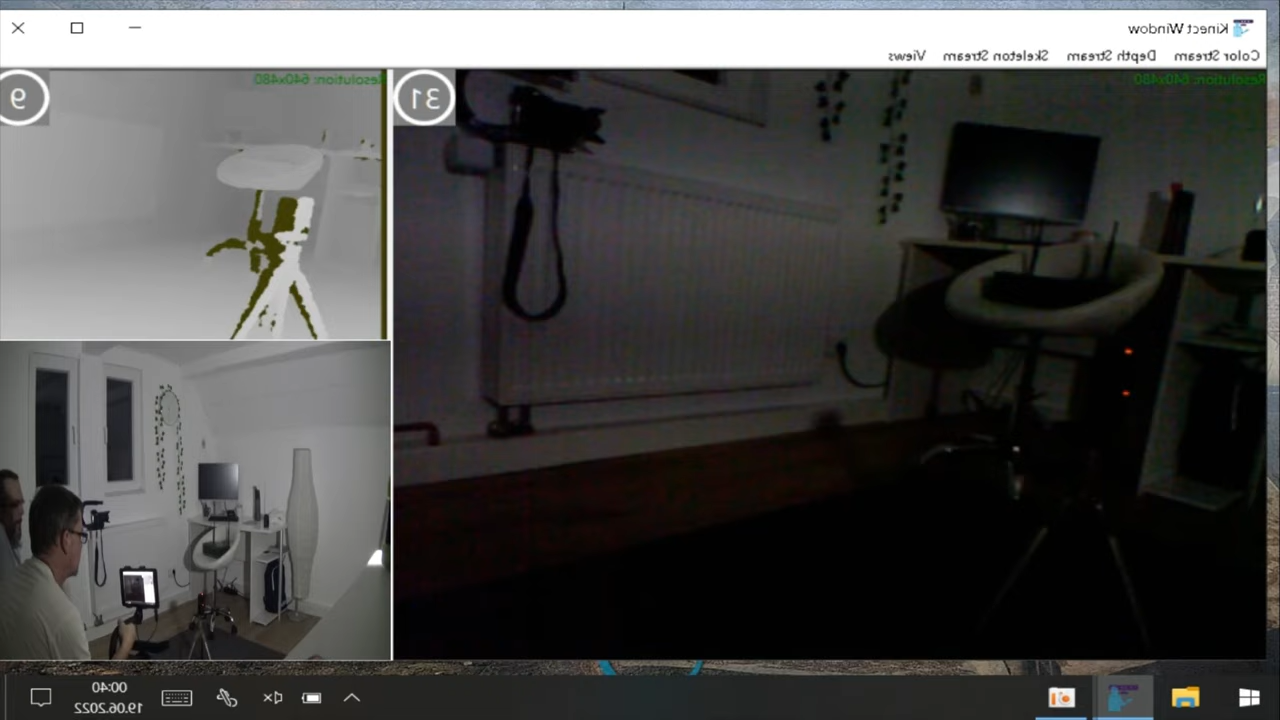 Kinect Window
Color Stream Depth Stream Skeleton Stream Views
Resolution: 640x480
31
Resolution: 640x480
9
00:40
19.06.2022